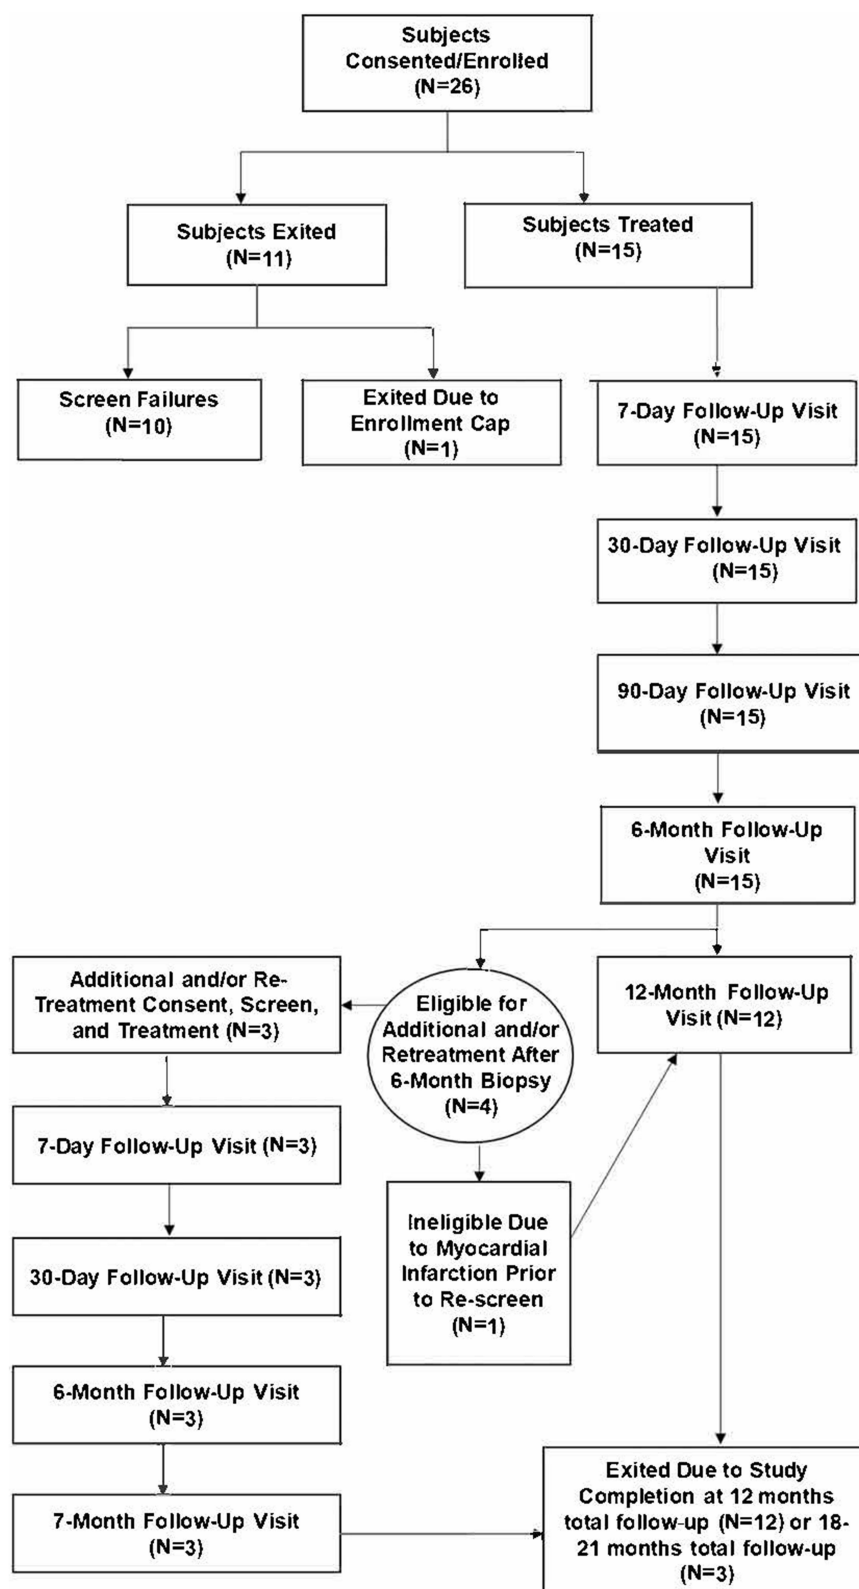 Subjects
Consented/Enrolled
(N=26)
Subjects Exited
(N=11)
Subjects Treated
(N=15)
Screen Failures
(N=10)
Exited Due to
Enrollment Cap
(N=1)
7-Day Follow-Up Visit
(N=15)
30-Day Follow-Up Visit
(N=15)
90-Day Follow-Up Visit
(N=15)
6-Month Follow-Up
Visit
(N=15)
Additional and/or Re-
Treatment Consent, Screen,
and Treatment (N=3)
Eligible for
Additional and/or
Retreatment After
6-Month Biopsy
(N=4)
12-Month Follow-Up
Visit (N=12)
7-Day Follow-Up Visit (N=3)
Ineligible Due
to Myocardial
Infarction Prior
to Re-screen
(N=1)
30-Day Follow-Up Visit (N=3)
6-Month Follow-Up Visit
(N=3)
7-Month Follow-Up Visit
(N=3)
Exited Due to Study
Completion at 12 months
total follow-up (N=12) or 18-
21 months total follow-up
(N=3)